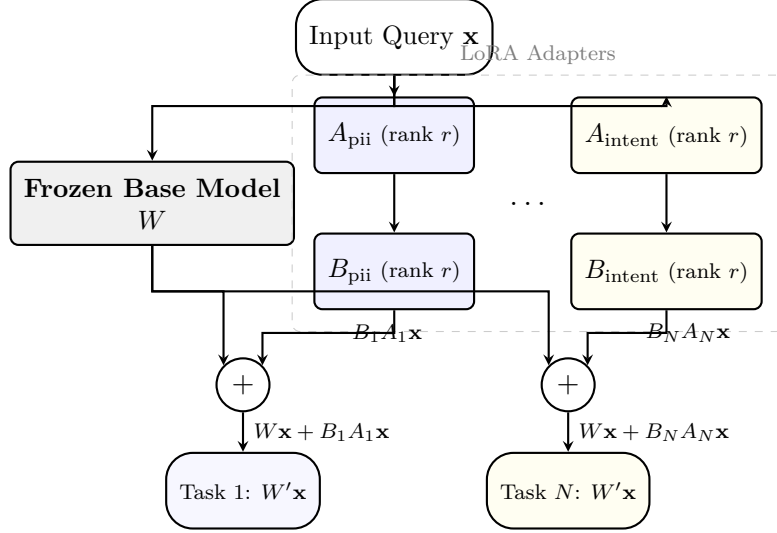 Input Query x
LoRA Adapters
A_pii (rank r)
A_intent (rank r)
Frozen Base Model
W
...
B_pii (rank r)
B_intent (rank r)
B_1A_1x
B_NA_Nx
+
+
Wx + B_1A_1x
Wx + B_NA_Nx
Task 1: W′x
Task N: W′x